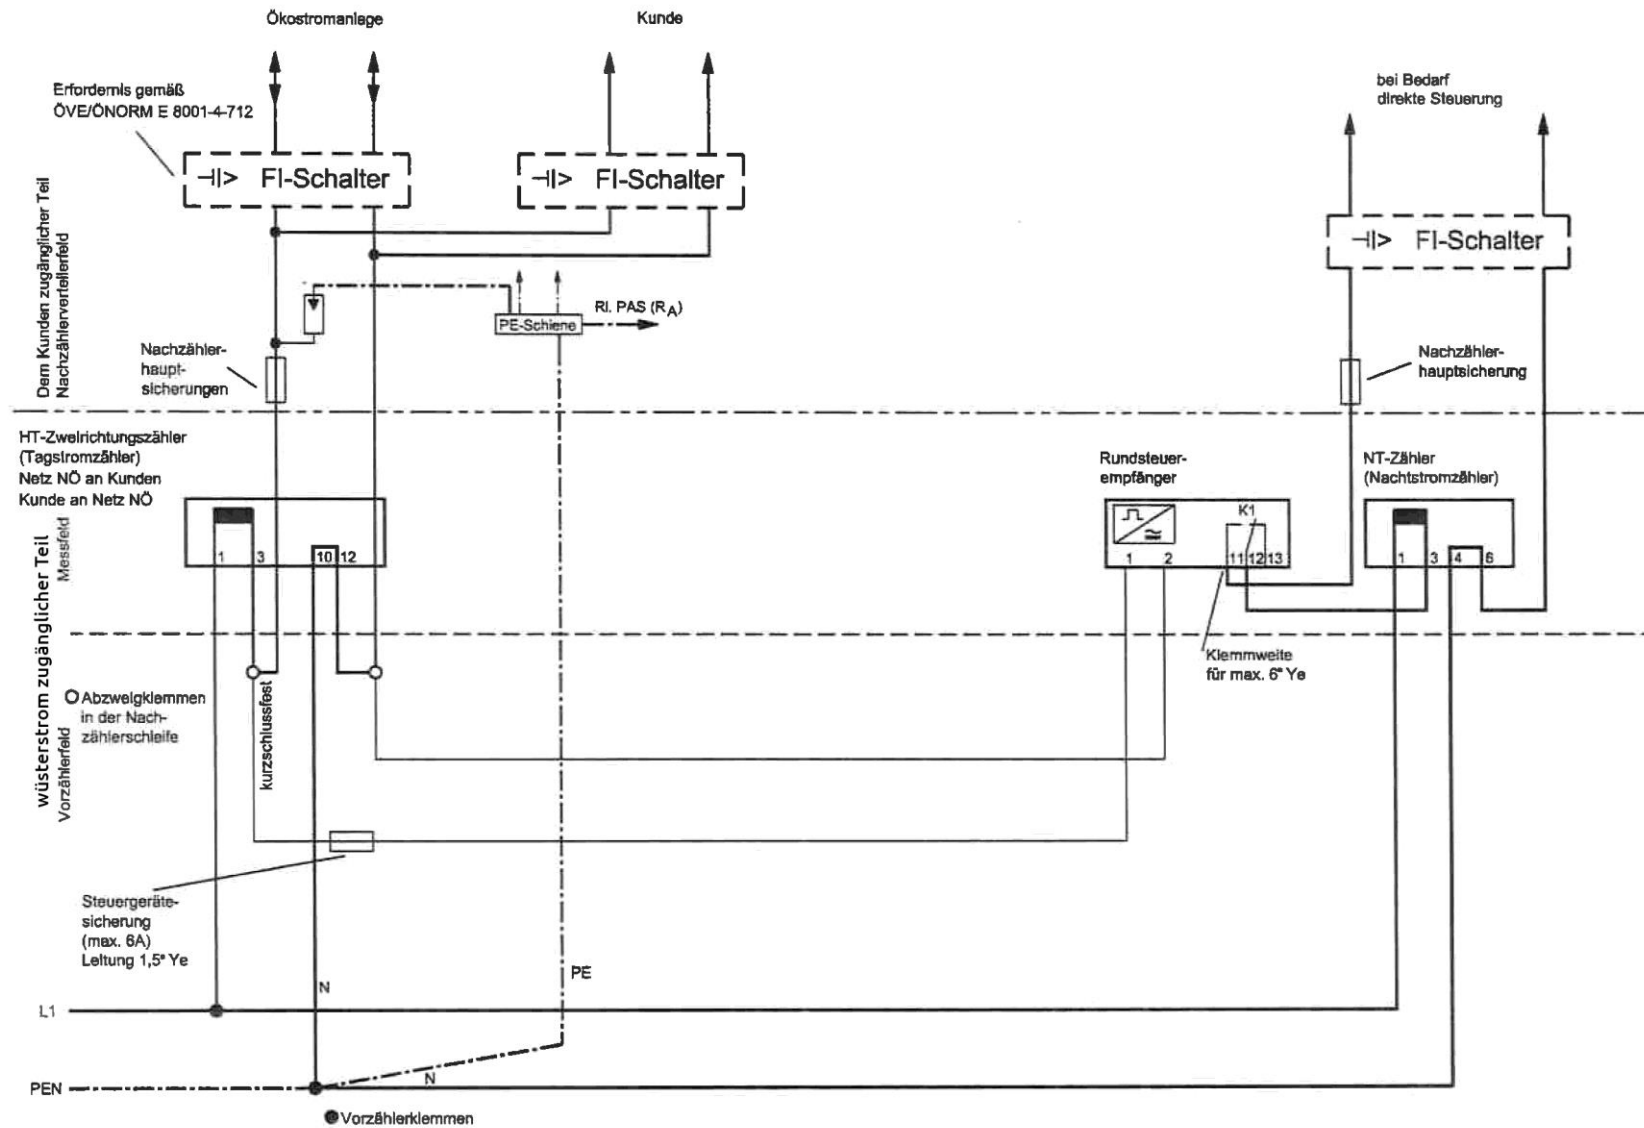 Ökostromanlage
Kunde
Erfordernis gemäß
ÖVE/ÖNORM E 8001-4-712
bei Bedarf
direkte Steuerung
FI-Schalter
FI-Schalter
FI-Schalter
Dem Kunden zugänglicher Teil
Nachzählerverteilerfeld
RI. PAS (RA)
PE-Schiene
Nachzähler-
haupt-
sicherungen
Nachzähler-
hauptsicherung
HT-Zweirichtungszähler
(Tagstromzähler)
Netz NÖ an Kunden
Kunde an Netz NÖ
Rundsteuer-
empfänger
NT-Zähler
(Nachtstromzähler)
K1
1 3 10 12
1 2 11 12 13
1 3 4 6
wüsterstrom zugänglicher Teil
Messfeld
Vorzählerfeld
Klemmweite
für max. 6° Ye
Abzweigklemmen
in der Nach-
zählerschleife
kurzschlussfest
Steuergeräte-
sicherung
(max. 6A)
Leitung 1,5° Ye
PE
N
L1
N
PEN
Vorzählerklemmen